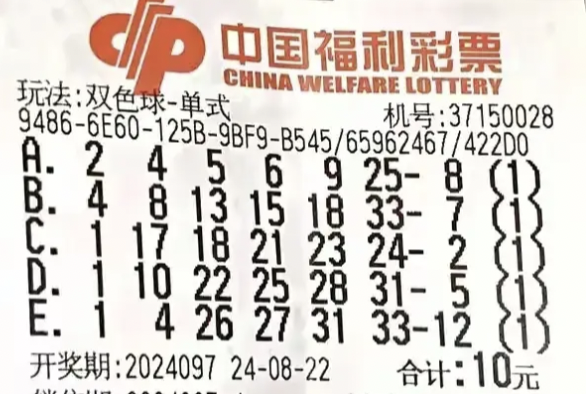 中国福利彩票
CHINA WELFARE LOTTERY
玩法:双色球-单式 机号:37150028
9486-6E60-125B-9BF9-B545/65962467/422D0
A. 2 4 5 6 9 25- 8 (1)
B. 4 8 13 15 18 33- 7 (1)
C. 1 17 18 21 23 24- 2 (1)
D. 1 10 22 25 28 31- 5 (1)
E. 1 4 26 27 31 33-12 (1)
开奖期:2024097 24-08-22 合计:10元